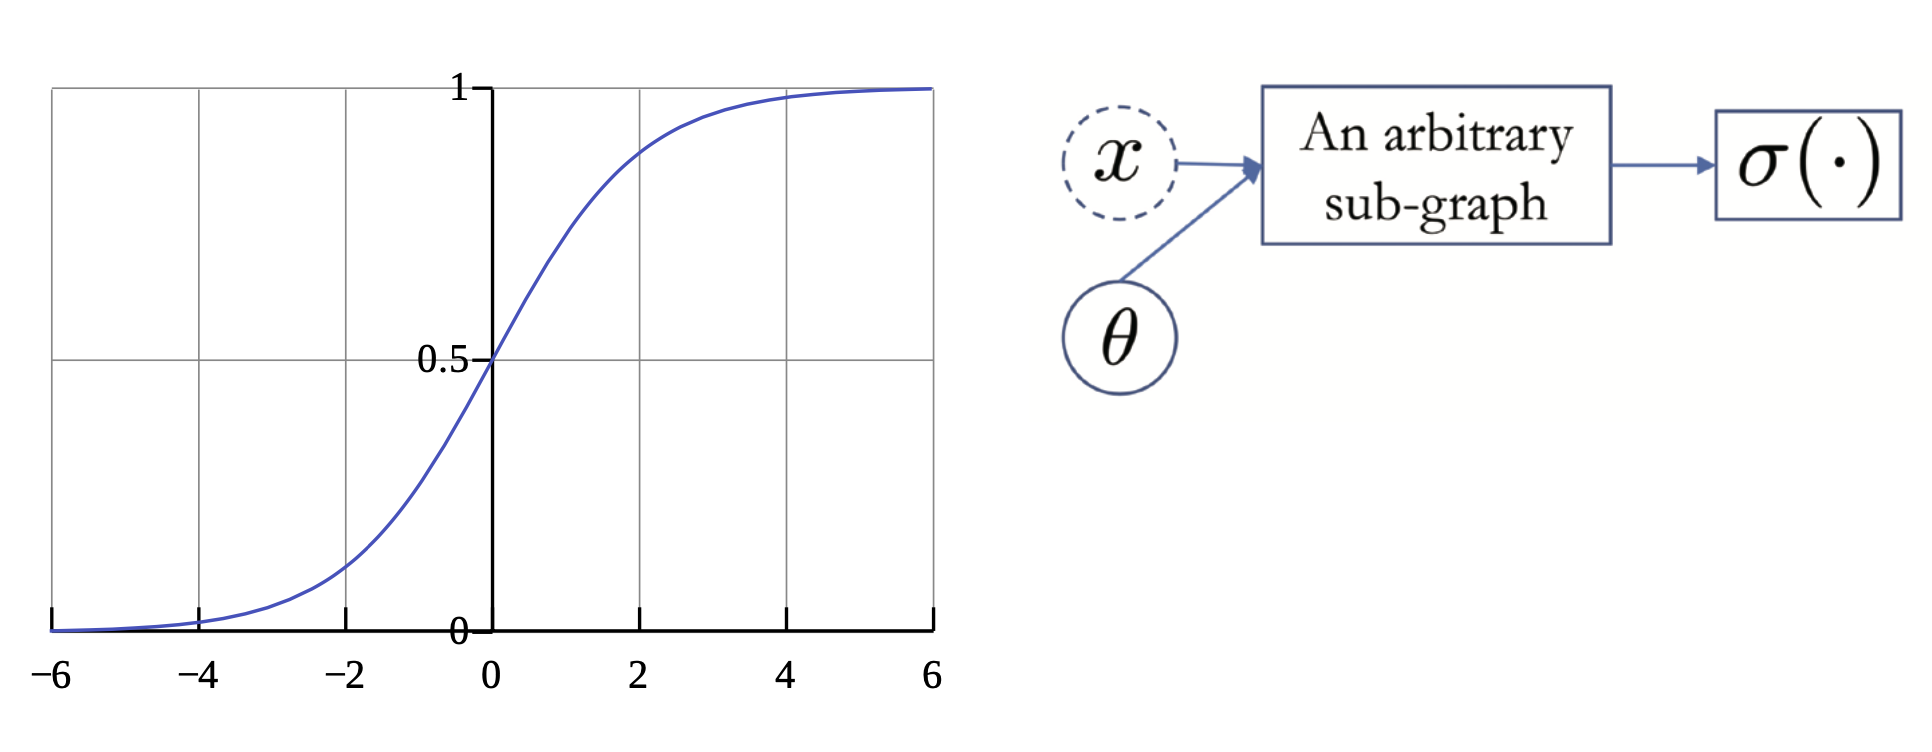 1
0.5
0
−6 −4 −2 0 2 4 6
x
An arbitrary
sub-graph
σ(·)
θ